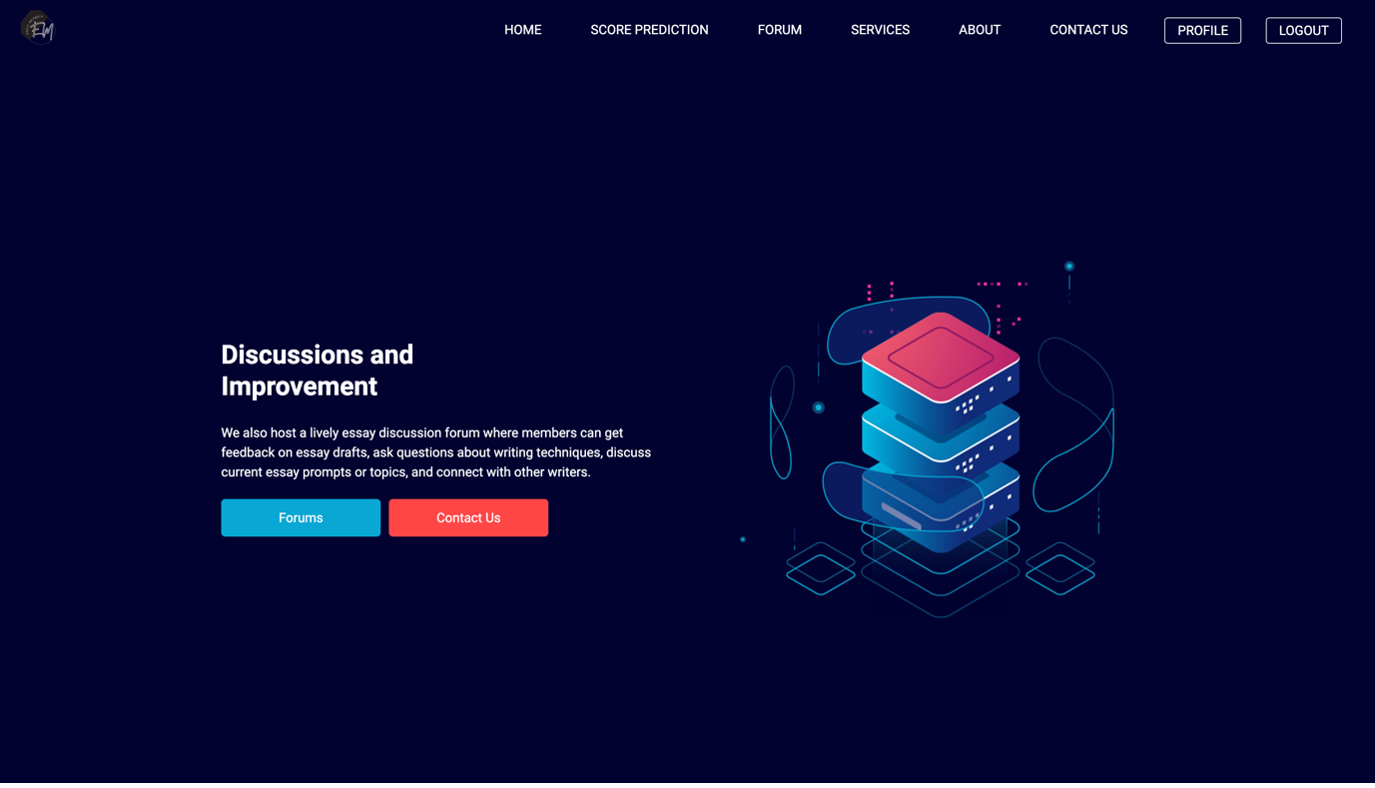 EM
HOME SCORE PREDICTION FORUM SERVICES ABOUT CONTACT US PROFILE LOGOUT
Discussions and
Improvement
We also host a lively essay discussion forum where members can get
feedback on essay drafts, ask questions about writing techniques, discuss
current essay prompts or topics, and connect with other writers.
Forums Contact Us